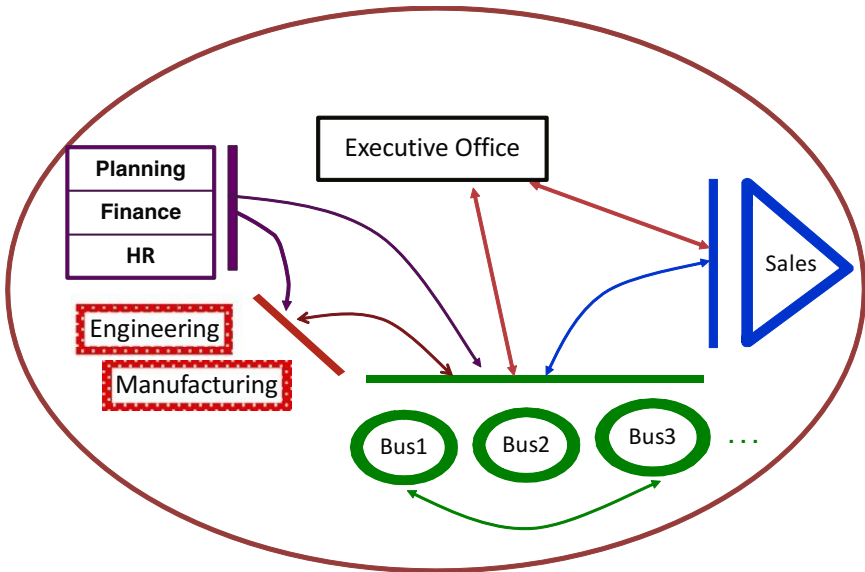 Executive Office
Planning
Finance
HR
Sales
Engineering
Manufacturing
Bus1
Bus2
Bus3
...